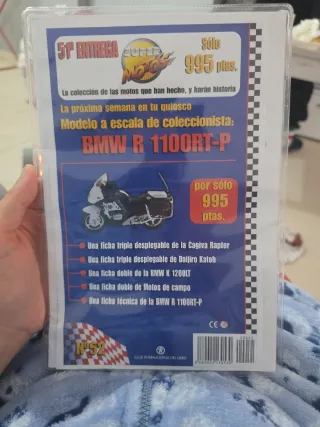 51ª ENTREGA
SUPER
MOTOS
Sólo
995 ptas.
La colección de las motos que han hecho, y harán historia
La próxima semana en tu quiosco
Modelo a escala de coleccionista:
BMW R 1100RT-P
por sólo
995
ptas.
Una ficha triple desplegable de la Cagiva Raptor
Una ficha triple desplegable de Daijiro Katoh
Una ficha doble de la BMW K 1200LT
Una ficha doble de Motos de campo
Una ficha técnica de la BMW R 1100RT-P
Nº 52
CE